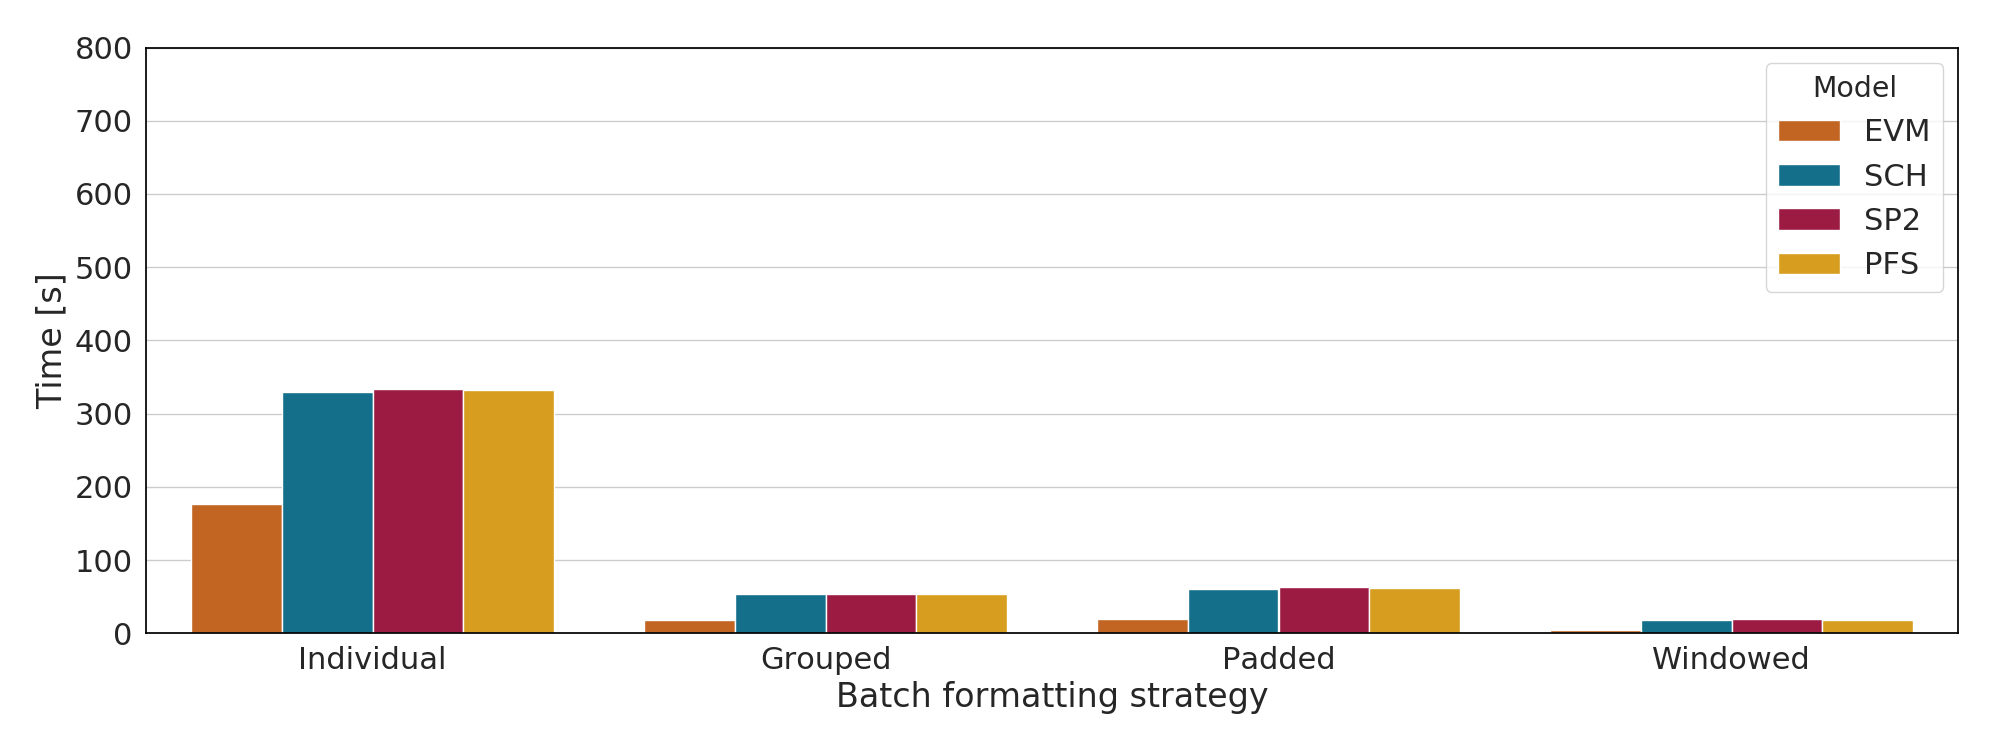 800
700
600
500
400
300
200
100
0
Time [s]
Individual
Grouped
Padded
Windowed
Batch formatting strategy
Model
EVM
SCH
SP2
PFS